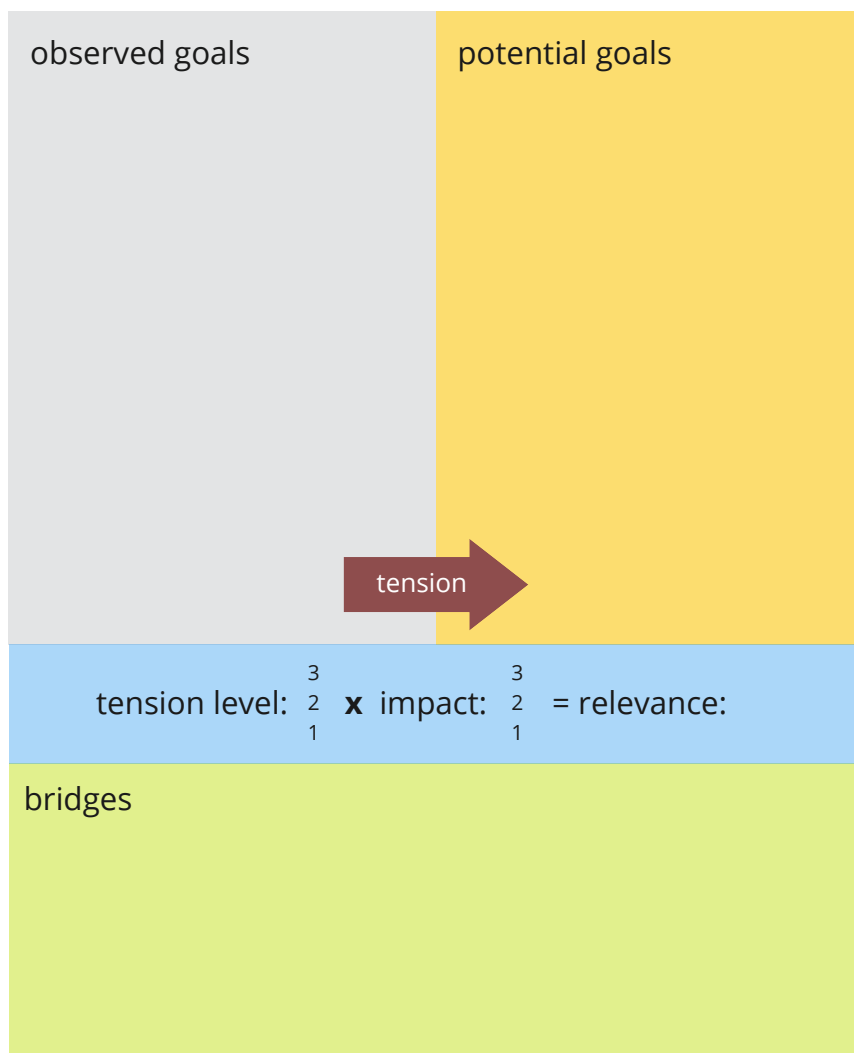 observed goals
potential goals
tension
tension level: 3 2 1 x impact: 3 2 1 = relevance:
bridges